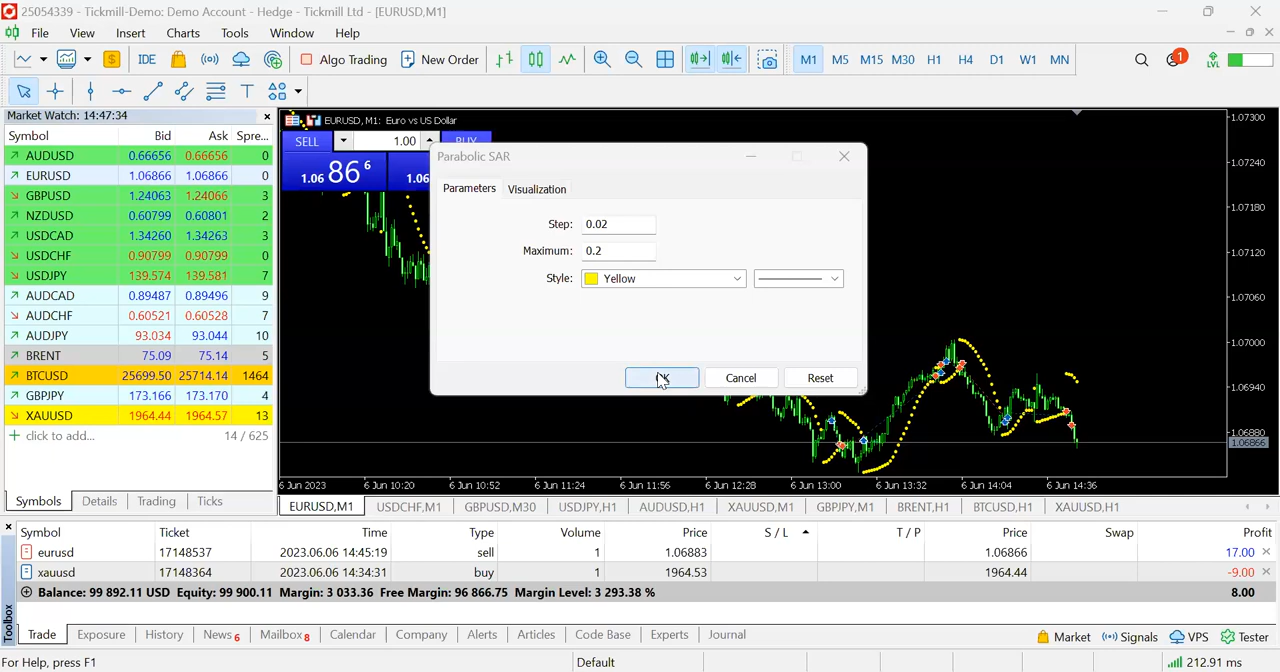 25054339 - Tickmill-Demo: Demo Account - Hedge - Tickmill Ltd - [EURUSD,M1]
File View Insert Charts Tools Window Help
IDE Algo Trading New Order M1 M5 M15 M30 H1 H4 D1 W1 MN 1 LVL
T
Market Watch: 14:47:34
Symbol Bid Ask Spre...
AUDUSD 0.66656 0.66656 0
EURUSD 1.06866 1.06866 0
GBPUSD 1.24063 1.24066 3
NZDUSD 0.60799 0.60801 2
USDCAD 1.34260 1.34263 3
USDCHF 0.90799 0.90799 0
USDJPY 139.574 139.581 7
AUDCAD 0.89487 0.89496 9
AUDCHF 0.60521 0.60528 7
AUDJPY 93.034 93.044 10
BRENT 75.09 75.14 5
BTCUSD 25699.50 25714.14 1464
GBPJPY 173.166 173.170 4
XAUUSD 1964.44 1964.57 13
click to add... 14 / 625
Symbols Details Trading Ticks
EURUSD, M1: Euro vs US Dollar
SELL 1.00 BUY
1.06 86 6 1.06
Parabolic SAR
Parameters Visualization
Step: 0.02
Maximum: 0.2
Style: Yellow
Cancel Reset
1.07300
1.07240
1.07180
1.07120
1.07060
1.07000
1.06940
1.06880
1.06866
6 Jun 2023 6 Jun 10:20 6 Jun 10:52 6 Jun 11:24 6 Jun 11:56 6 Jun 12:28 6 Jun 13:00 6 Jun 13:32 6 Jun 14:04 6 Jun 14:36
EURUSD,M1 USDCHF,M1 GBPUSD,M30 USDJPY,H1 AUDUSD,H1 XAUUSD,M1 GBPJPY,M1 BRENT,H1 BTCUSD,H1 XAUUSD,H1
Symbol Ticket Time Type Volume Price S / L T / P Price Swap Profit
eurusd 17148537 2023.06.06 14:45:19 sell 1 1.06883 1.06866 17.00
xauusd 17148364 2023.06.06 14:34:31 buy 1 1964.53 1964.44 -9.00
Balance: 99 892.11 USD Equity: 99 900.11 Margin: 3 033.36 Free Margin: 96 866.75 Margin Level: 3 293.38 % 8.00
Toolbox
Trade Exposure History News 6 Mailbox 8 Calendar Company Alerts Articles Code Base Experts Journal Market Signals VPS Tester
For Help, press F1 Default 212.91 ms